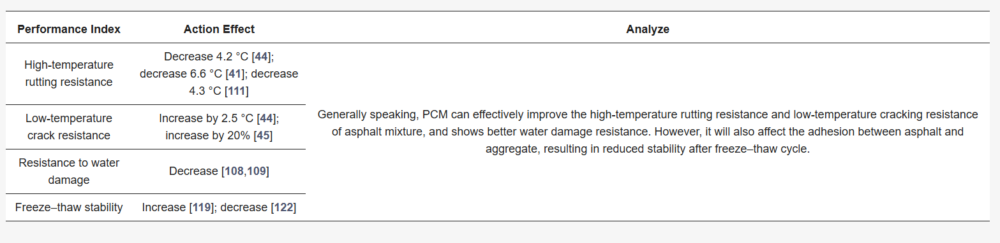 Performance Index Action Effect Analyze
High-temperature
rutting resistance
Decrease 4.2 °C [44];
decrease 6.6 °C [41]; decrease
4.3 °C [111]
Low-temperature
crack resistance
Increase by 2.5 °C [44];
increase by 20% [45]
Resistance to water
damage
Decrease [108,109]
Freeze–thaw stability
Increase [119]; decrease [122]
Generally speaking, PCM can effectively improve the high-temperature rutting resistance and low-temperature cracking resistance
of asphalt mixture, and shows better water damage resistance. However, it will also affect the adhesion between asphalt and
aggregate, resulting in reduced stability after freeze–thaw cycle.